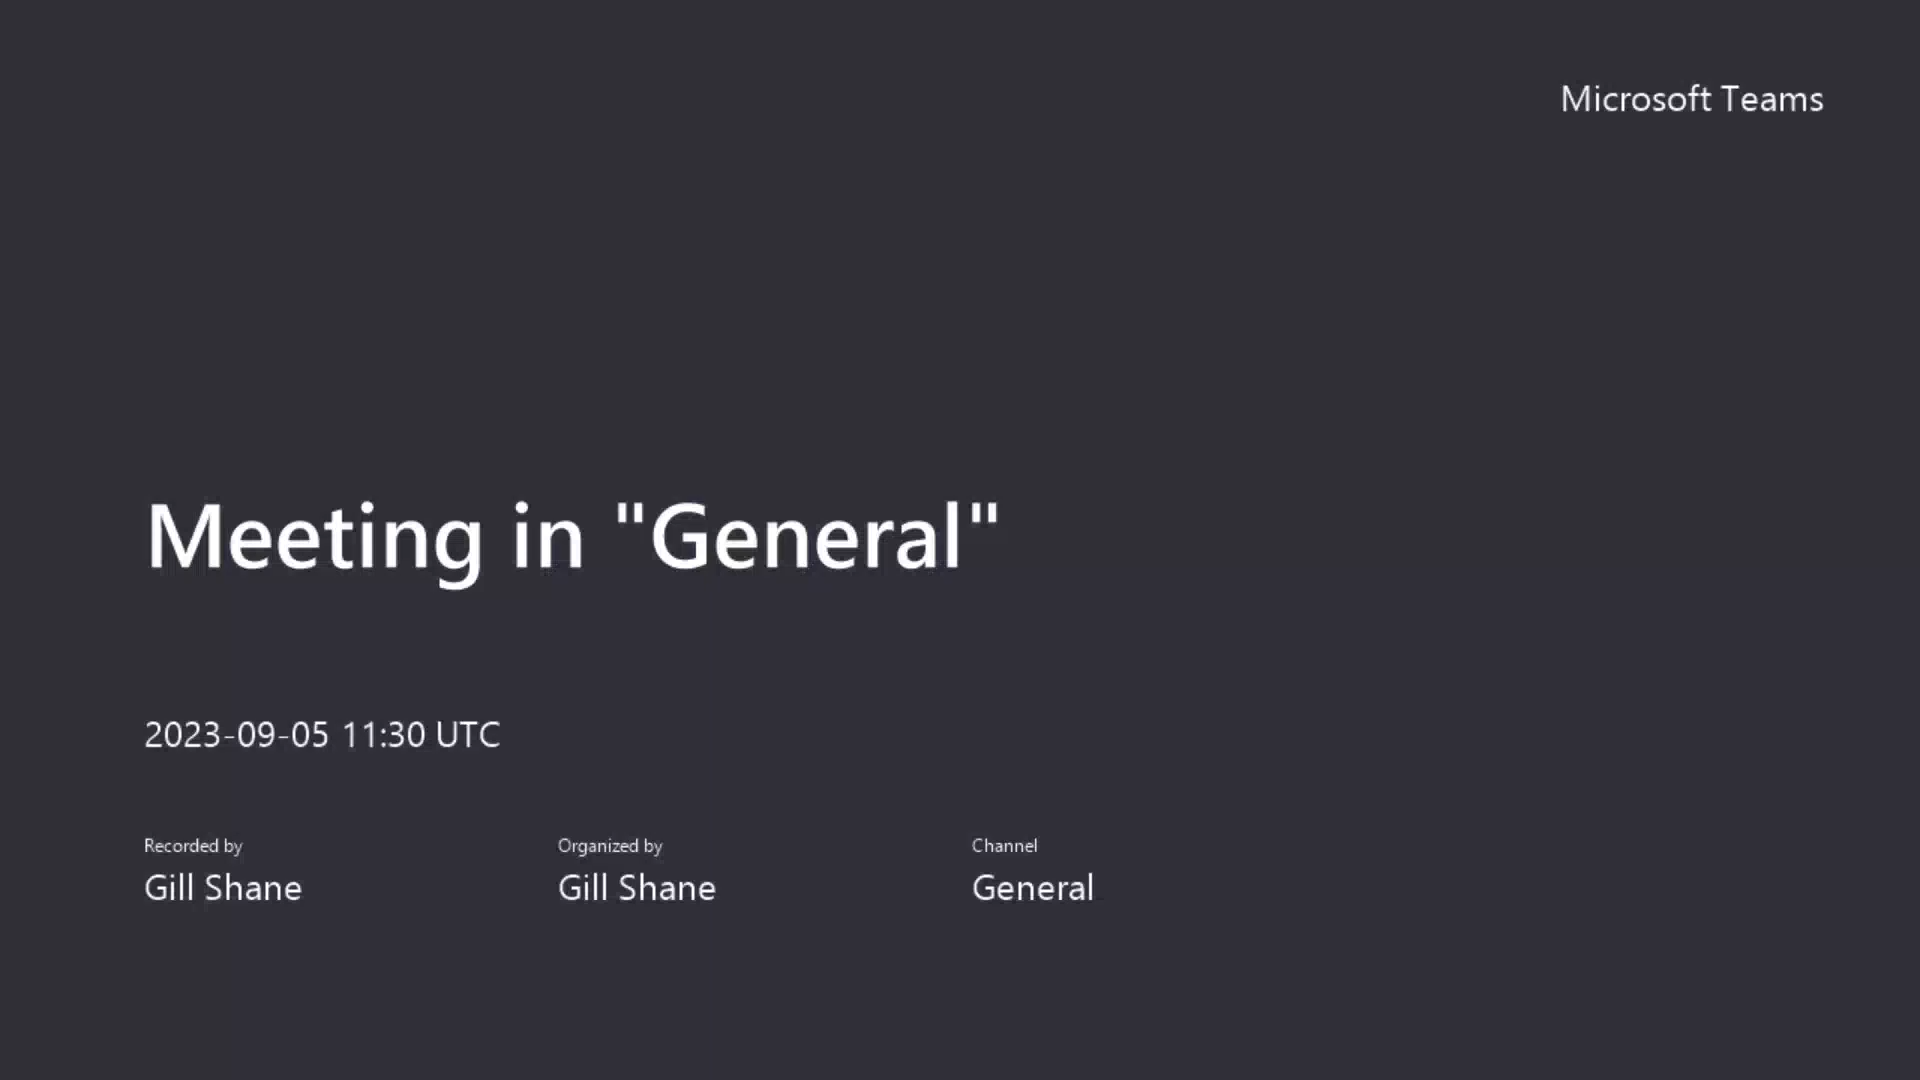 Microsoft Teams
Meeting in "General"
2023-09-05 11:30 UTC
Recorded by
Gill Shane
Organized by
Gill Shane
Channel
General